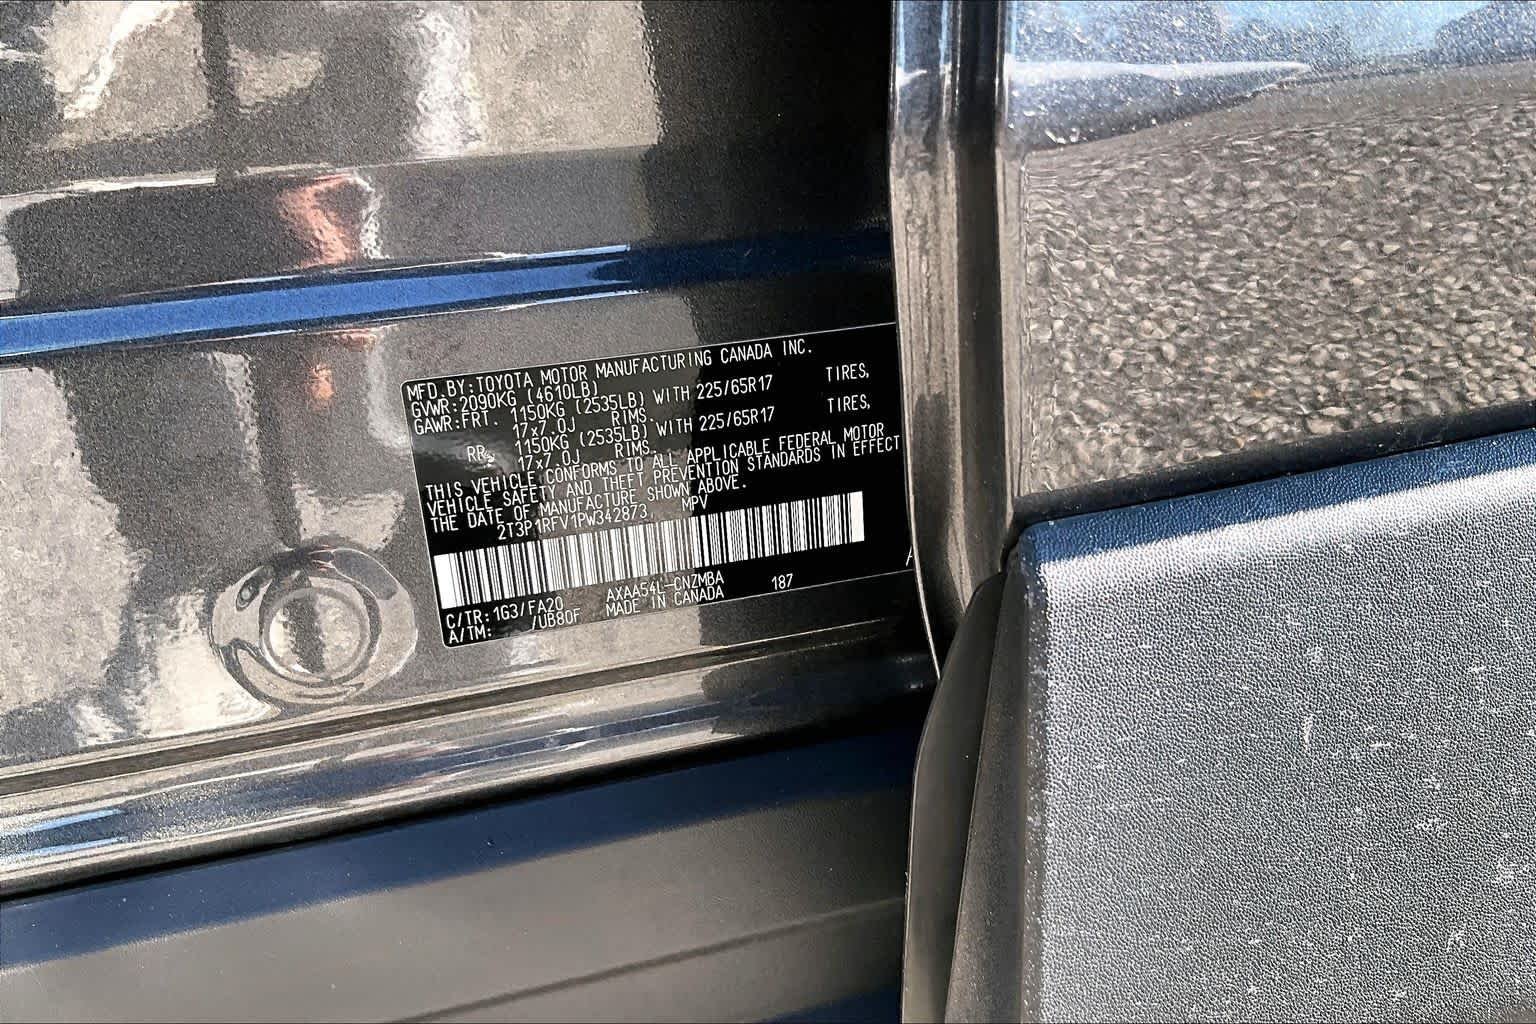 MFD.BY:TOYOTA MOTOR MANUFACTURING CANADA INC.
GVWR:2090KG (4610LB)
GAWR:FRT. 1150KG (2535LB) WITH 225/65R17 TIRES,
17x7.0J RIMS.
RR. 1150KG (2535LB) WITH 225/65R17 TIRES,
17x7.0J RIMS.
THIS VEHICLE CONFORMS TO ALL APPLICABLE FEDERAL MOTOR
VEHICLE SAFETY AND THEFT PREVENTION STANDARDS IN EFFECT
THE DATE OF MANUFACTURE SHOWN ABOVE.
2T3P1RFV1PW342873 MPV
C/TR:1G3/FA20 AXAA54L-CNZMBA 187
A/TM: /UB80F MADE IN CANADA